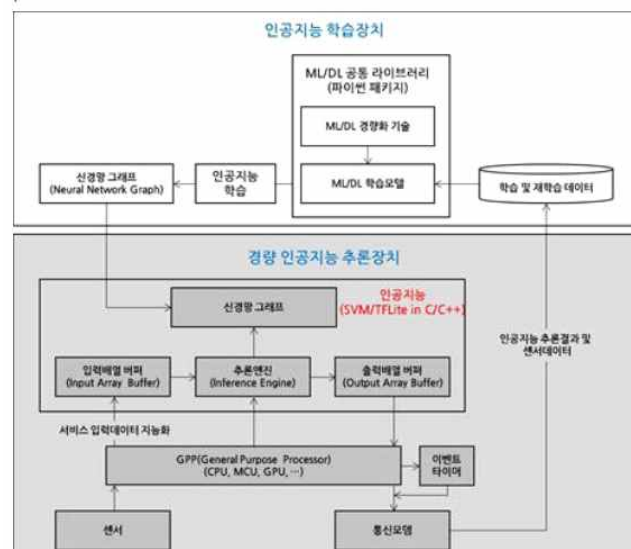 인공지능 학습장치
ML/DL 공통 라이브러리
(파이썬 패키지)
ML/DL 경량화 기술
신경망 그래프
(Neural Network Graph)
인공지능
학습
ML/DL 학습모델
학습 및 재학습 데이터
경량 인공지능 추론장치
신경망 그래프
인공지능
(SVM/TFLite in C/C++)
입력배열 버퍼
(Input Array Buffer)
추론엔진
(Inference Engine)
출력배열 버퍼
(Output Array Buffer)
인공지능 추론결과 및
센서데이터
서비스 입력데이터 지능화
GPP(General Purpose Processor)
(CPU, MCU, GPU, …)
이벤트
타이머
센서
통신모뎀